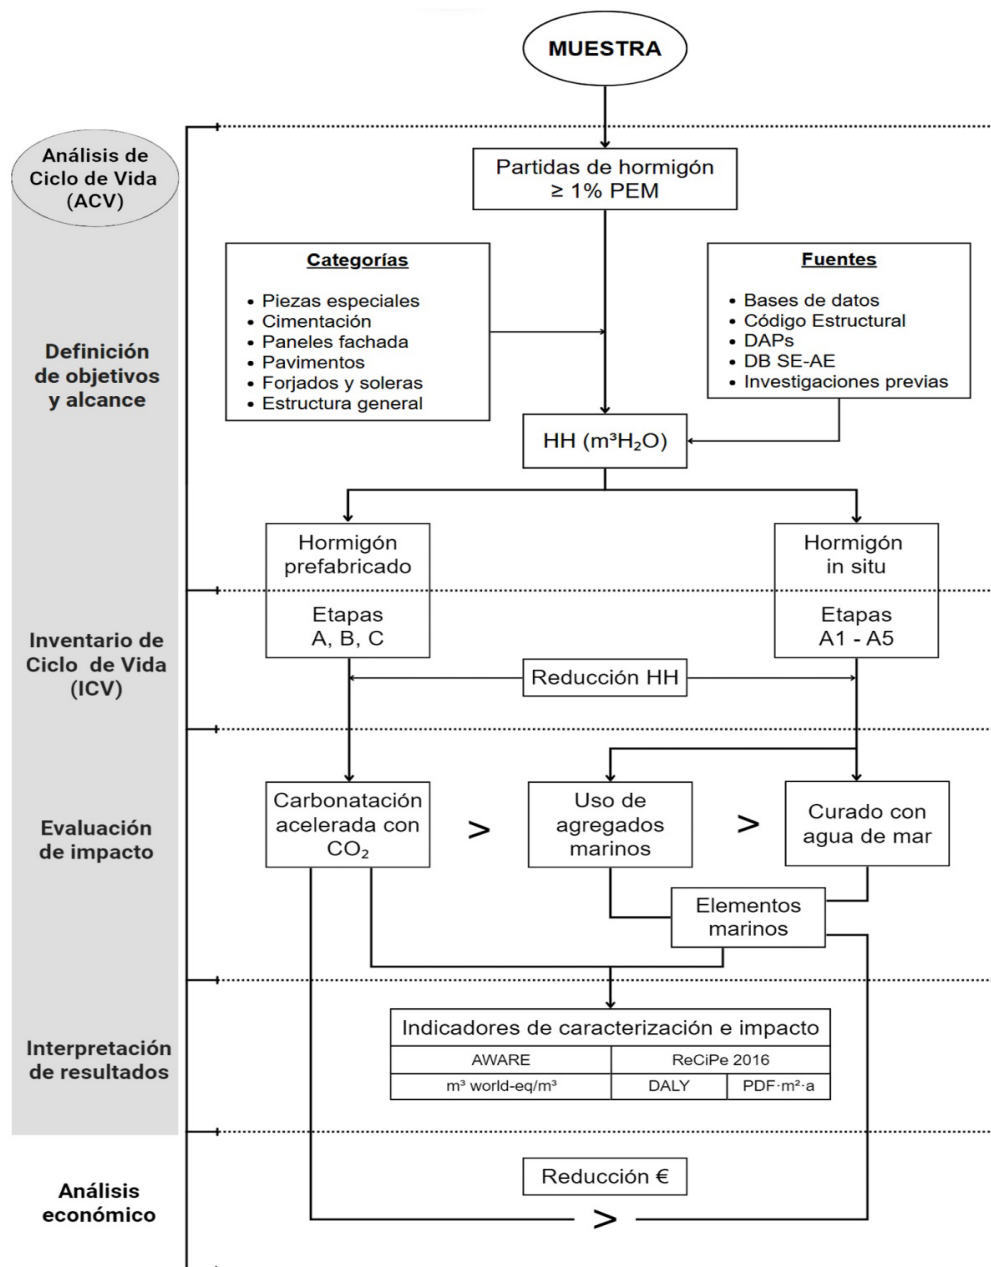 MUESTRA
Análisis de
Ciclo de Vida
(ACV)
Partidas de hormigón
≥ 1% PEM
Categorías
• Piezas especiales
• Cimentación
• Paneles fachada
• Pavimentos
• Forjados y soleras
• Estructura general
Fuentes
• Bases de datos
• Código Estructural
• DAPs
• DB SE-AE
• Investigaciones previas
Definición
de objetivos
y alcance
HH (m³H₂O)
Hormigón
prefabricado
Hormigón
in situ
Inventario de
Ciclo de Vida
(ICV)
Etapas
A, B, C
Etapas
A1 - A5
Reducción HH
Evaluación
de impacto
Carbonatación
acelerada con
CO₂
>
Uso de
agregados
marinos
>
Curado con
agua de mar
Elementos
marinos
Interpretación
de resultados
Indicadores de caracterización e impacto
AWARE
ReCiPe 2016
m³ world-eq/m³
DALY
PDF·m²·a
Análisis
económico
Reducción €
>